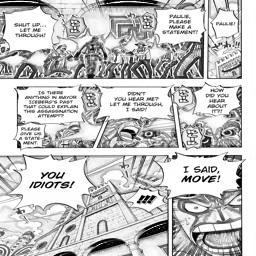 PAULIE!
PAULIE,
PLEASE
MAKE A
STATEMENT!
SHUT UP...
LET ME
THROUGH!
HOW
DID YOU
HEAR
ABOUT
IT?!
DIDN'T
YOU HEAR ME?
LET ME THROUGH,
I SAID!
IS THERE
ANYTHING IN MAYOR
ICEBERG'S PAST
THAT COULD EXPLAIN
THIS ASSASSINATION
ATTEMPT?
PLEASE
GIVE US
A STATE-
MENT.
I SAID,
MOVE!
!!!
YOU
IDIOTS!